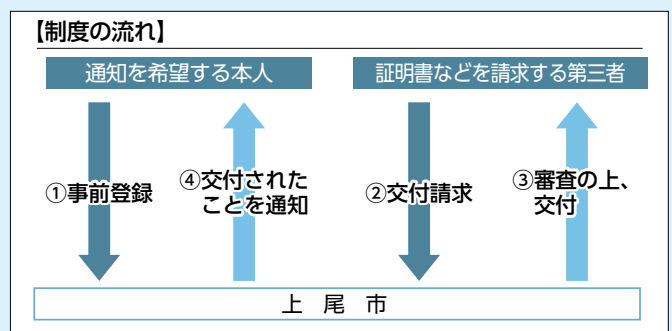 【制度の流れ】
通知を希望する本人
証明書などを請求する第三者
①事前登録
④交付された
ことを通知
②交付請求
③審査の上、
交付
上尾市